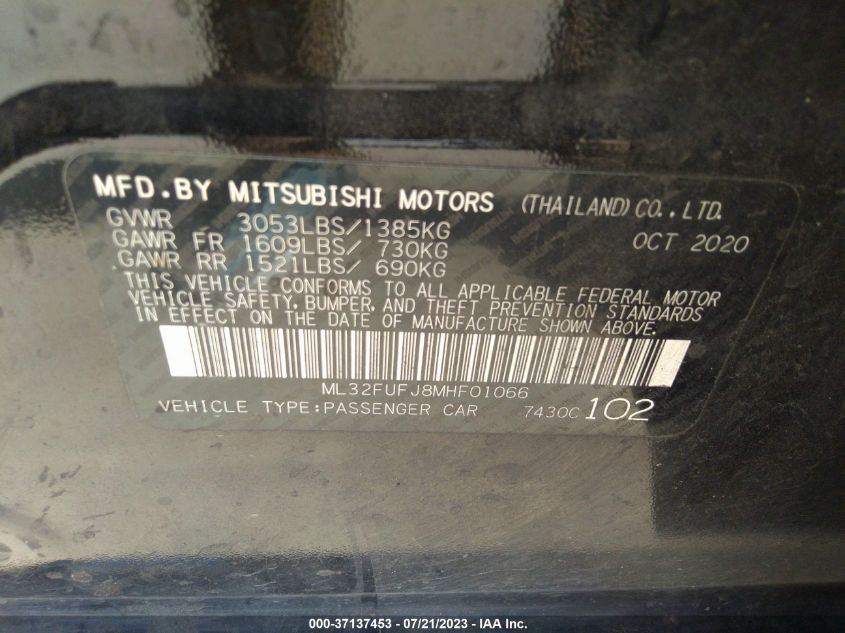 MFD.BY MITSUBISHI MOTORS (THAILAND) CO., LTD.
GVWR 3053LBS/1385KG OCT 2020
GAWR FR 1609LBS/ 730KG
GAWR RR 1521LBS/ 690KG
THIS VEHICLE CONFORMS TO ALL APPLICABLE FEDERAL MOTOR
VEHICLE SAFETY, BUMPER, AND THEFT PREVENTION STANDARDS
IN EFFECT ON THE DATE OF MANUFACTURE SHOWN ABOVE.
ML32FUFJ8MHF01066
VEHICLE TYPE:PASSENGER CAR 7430C 102
000-37137453 - 07/21/2023 - IAA Inc.